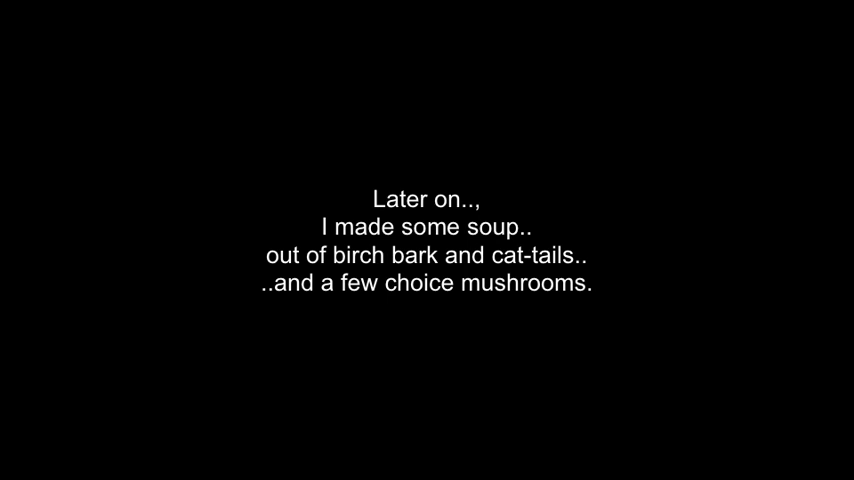 Later on..,
I made some soup..
out of birch bark and cat-tails..
..and a few choice mushrooms.